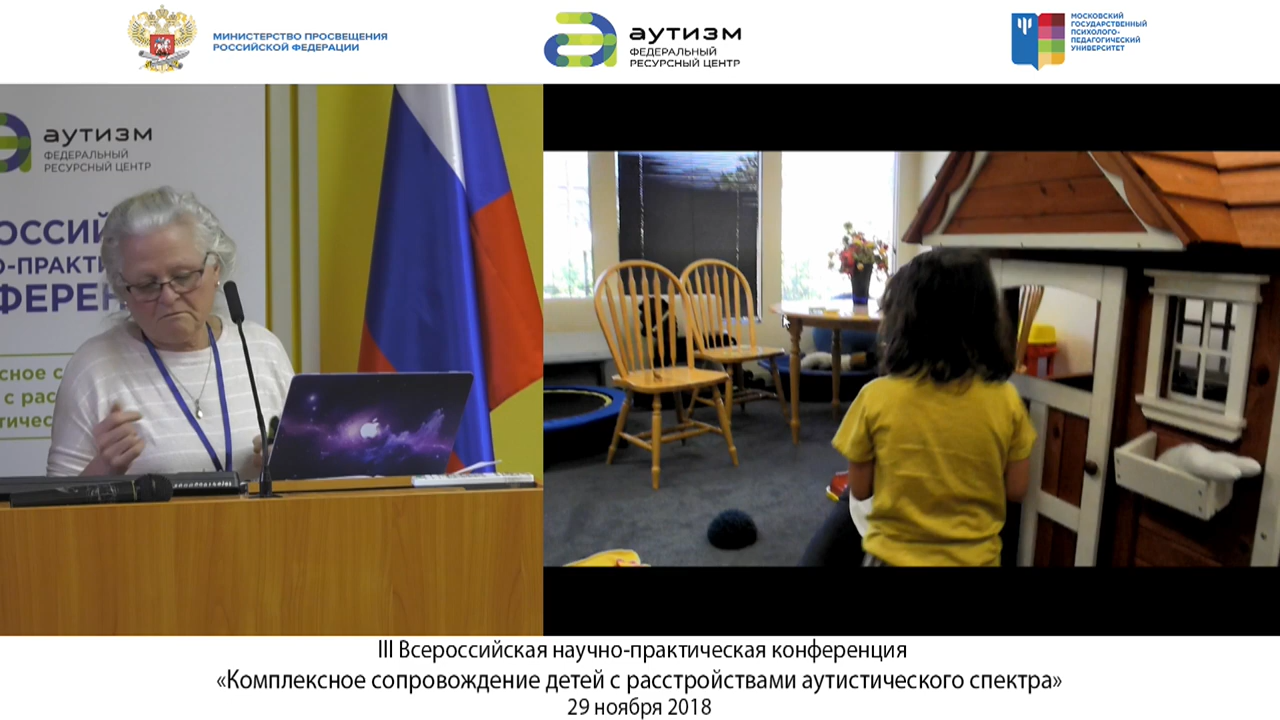 МИНИСТЕРСТВО ПРОСВЕЩЕНИЯ
РОССИЙСКОЙ ФЕДЕРАЦИИ
аутизм
ФЕДЕРАЛЬНЫЙ
РЕСУРСНЫЙ ЦЕНТР
МОСКОВСКИЙ
ГОСУДАРСТВЕННЫЙ
ПСИХОЛОГО-
ПЕДАГОГИЧЕСКИЙ
УНИВЕРСИТЕТ
аутизм
ФЕДЕРАЛЬНЫЙ
РЕСУРСНЫЙ ЦЕНТР
III Всероссийская научно-практическая конференция
«Комплексное сопровождение детей с расстройствами аутистического спектра»
29 ноября 2018